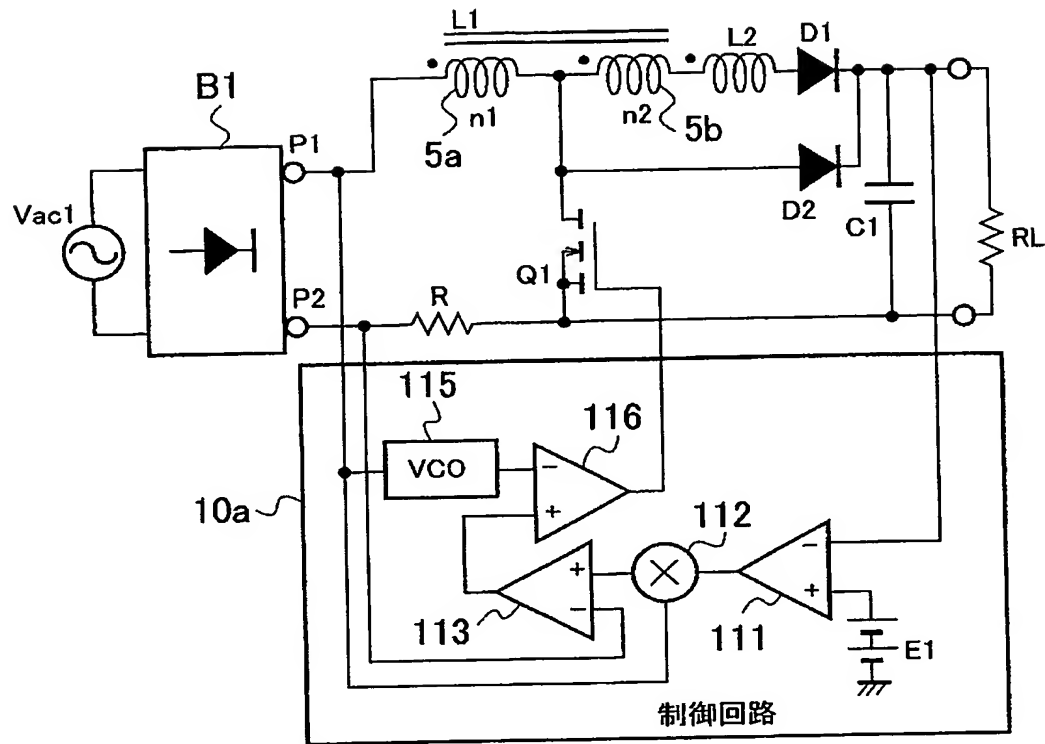 L1
L2
D1
B1
n1
n2
5a
5b
P1
Vac1
D2
C1
RL
Q1
P2
R
115
116
VCO
−
+
10a
112
+
−
×
−
+
113
111
E1
制御回路